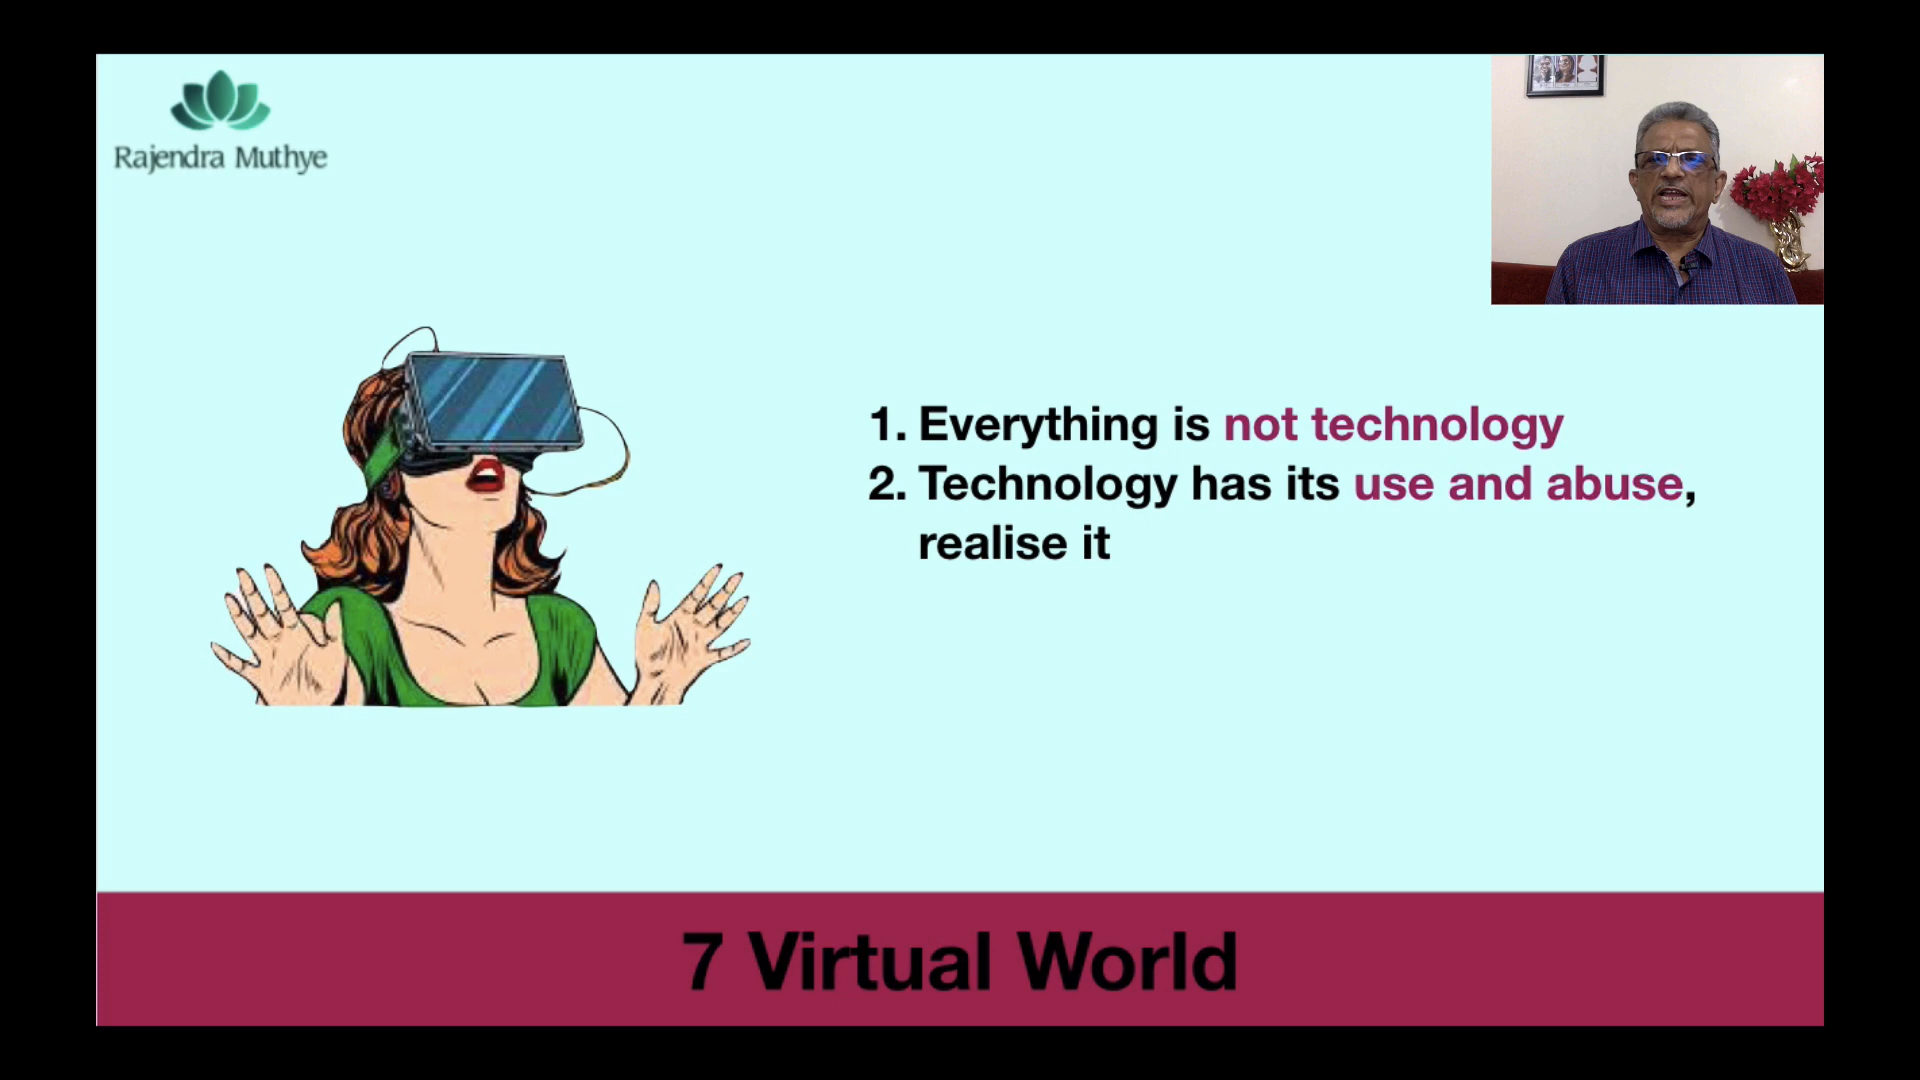 Rajendra Muthye
1. Everything is not technology
2. Technology has its use and abuse,
realise it
7 Virtual World